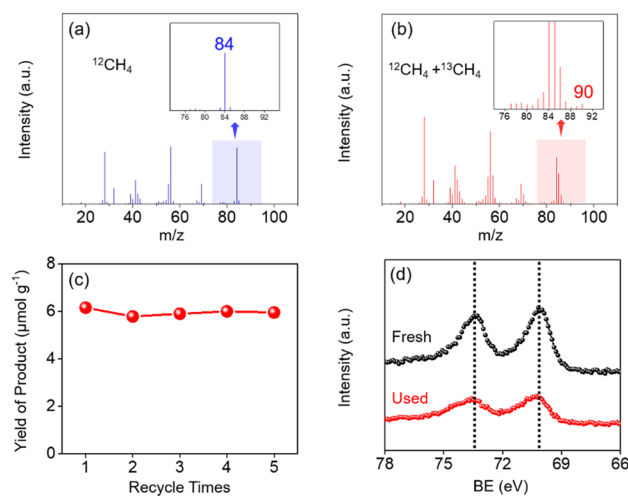 (a)
84
¹²CH₄
76 80 84 88 92
Intensity (a.u.)
20 40 60 80 100
m/z
(b)
90
¹²CH₄ +¹³CH₄
76 80 84 88 92
Intensity (a.u.)
20 40 60 80 100
m/z
(c)
Yield of Product (μmol g⁻¹)
8
6
4
2
0
1 2 3 4 5
Recycle Times
(d)
Intensity (a.u.)
Fresh
Used
78 75 72 69 66
BE (eV)